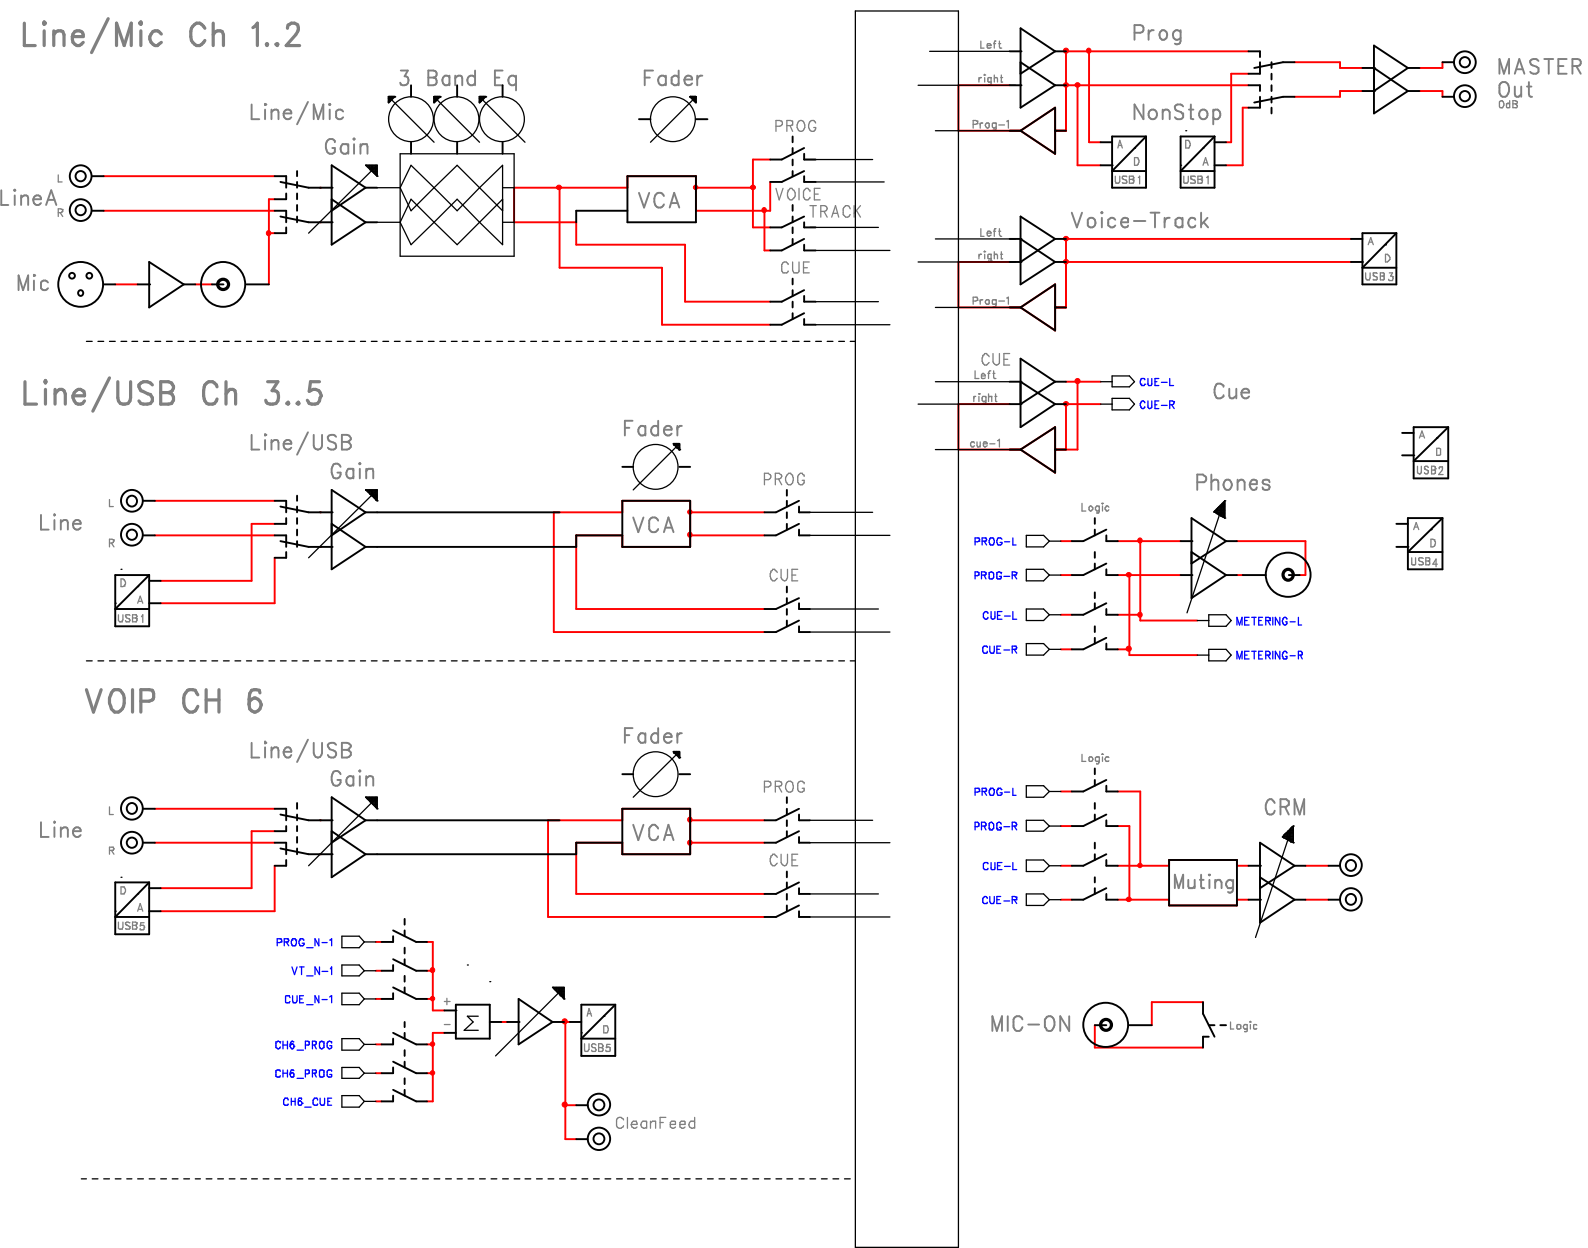 Line/Mic Ch 1..2
3 Band Eq
Fader
Line/Mic
Gain
PROG
L
LineA
R
VCA
VOICE
TRACK
Mic
CUE
Line/USB Ch 3..5
Line/USB
Gain
Fader
PROG
L
Line
R
VCA
D
A
USB1
CUE
VOIP CH 6
Line/USB
Gain
Fader
PROG
L
Line
R
VCA
CUE
D
A
USB5
PROG_N-1
VT_N-1
CUE_N-1
+
Σ
-
CH6_PROG
CH6_PROG
CH6_CUE
A
D
USB5
CleanFeed
Left
right
Prog-1
Prog
NonStop
A
D
USB1
D
A
USB1
MASTER
Out
0dB
Voice-Track
Left
right
Prog-1
A
D
USB3
CUE
Left
right
cue-1
CUE-L
CUE-R
Cue
A
D
USB2
A
D
USB4
Phones
Logic
PROG-L
PROG-R
CUE-L
CUE-R
METERING-L
METERING-R
Logic
CRM
PROG-L
PROG-R
CUE-L
CUE-R
Muting
MIC-ON
Logic